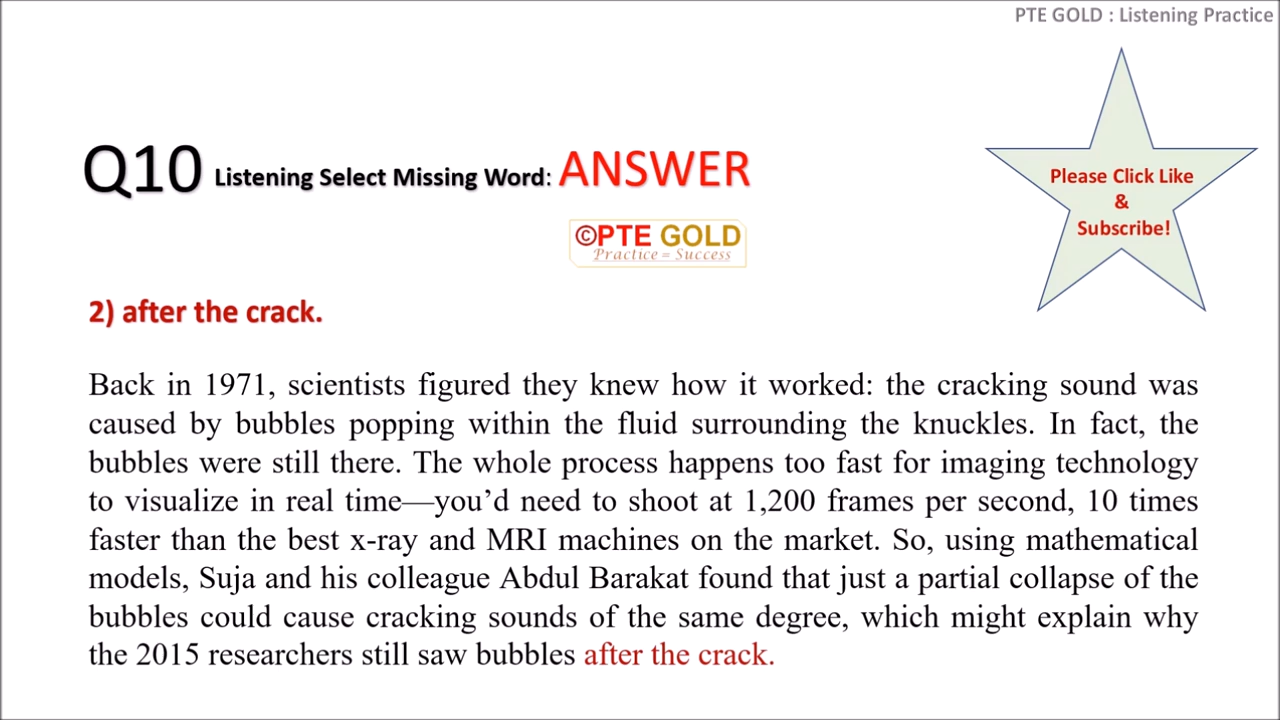 PTE GOLD : Listening Practice
Q10 Listening Select Missing Word: ANSWER
Please Click Like
&
Subscribe!
©PTE GOLD
Practice = Success
2) after the crack.
Back in 1971, scientists figured they knew how it worked: the cracking sound was
caused by bubbles popping within the fluid surrounding the knuckles. In fact, the
bubbles were still there. The whole process happens too fast for imaging technology
to visualize in real time—you’d need to shoot at 1,200 frames per second, 10 times
faster than the best x-ray and MRI machines on the market. So, using mathematical
models, Suja and his colleague Abdul Barakat found that just a partial collapse of the
bubbles could cause cracking sounds of the same degree, which might explain why
the 2015 researchers still saw bubbles after the crack.